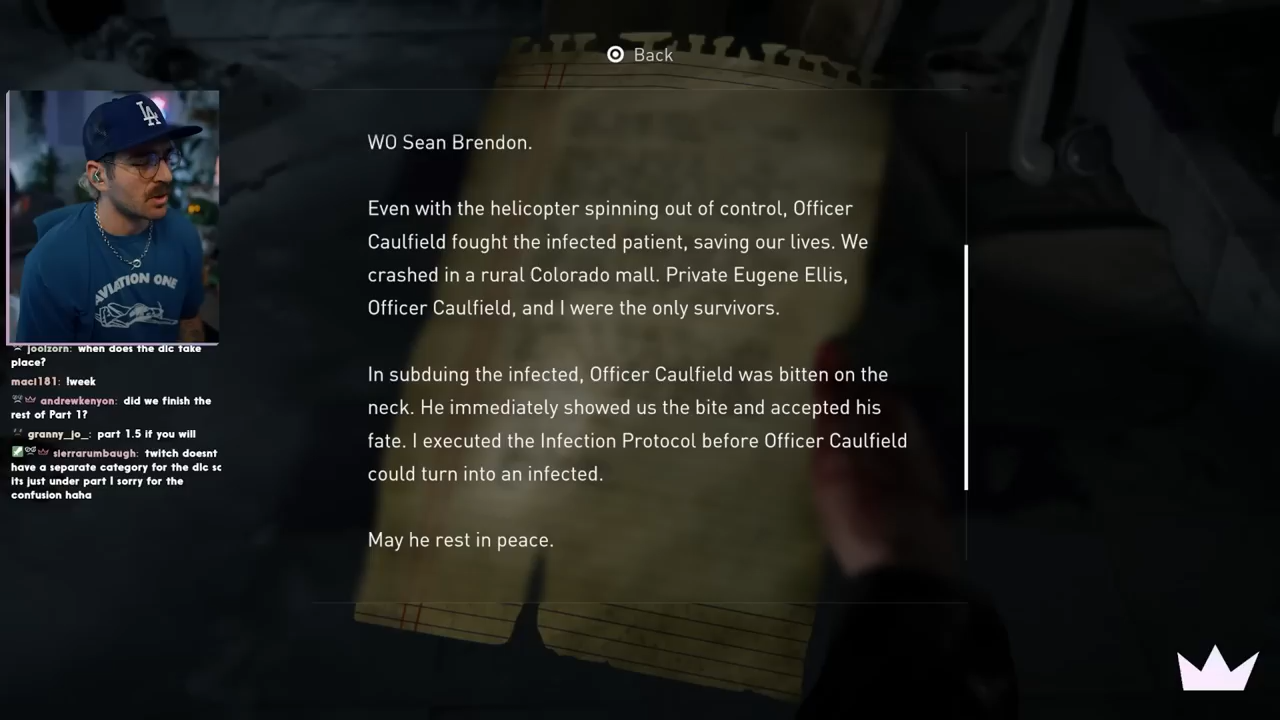 Back
WO Sean Brendon.
Even with the helicopter spinning out of control, Officer
Caulfield fought the infected patient, saving our lives. We
crashed in a rural Colorado mall. Private Eugene Ellis,
Officer Caulfield, and I were the only survivors.
In subduing the infected, Officer Caulfield was bitten on the
neck. He immediately showed us the bite and accepted his
fate. I executed the Infection Protocol before Officer Caulfield
could turn into an infected.
May he rest in peace.
LA
AVIATION ONE
joolzorn: when does the dlc take
place?
maci181: !week
andrewkenyon: did we finish the
rest of Part 1?
granny_jo_: part 1.5 if you will
sierrarumbaugh: twitch doesnt
have a separate category for the dlc so
its just under part I sorry for the
confusion haha